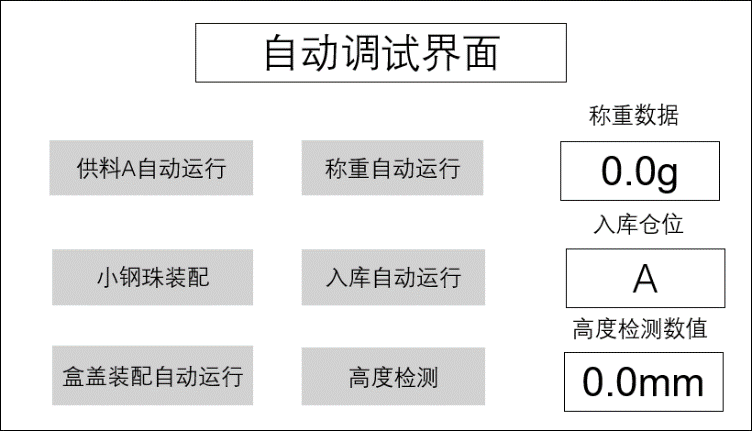 自动调试界面
称重数据
供料A自动运行
称重自动运行
0.0g
入库仓位
小钢珠装配
入库自动运行
A
高度检测数值
盒盖装配自动运行
高度检测
0.0mm